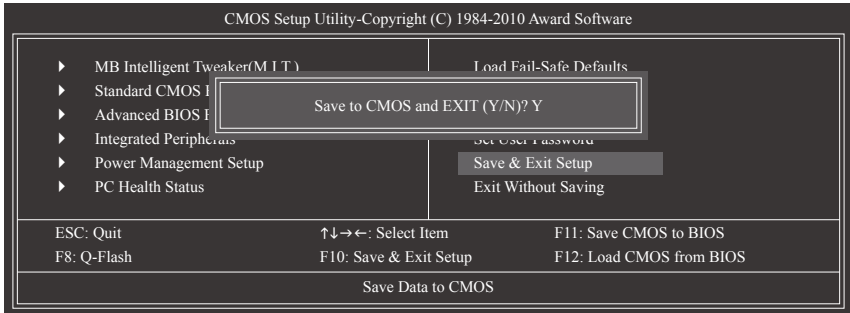 CMOS Setup Utility-Copyright (C) 1984-2010 Award Software
MB Intelligent Tweaker(M.I.T.)
Standard CMOS
Advanced BIOS
Integrated Peripherals
Power Management Setup
PC Health Status
Load Fail-Safe Defaults
Set User Password
Save & Exit Setup
Exit Without Saving
Save to CMOS and EXIT (Y/N)? Y
ESC: Quit
↑↓→←: Select Item
F11: Save CMOS to BIOS
F8: Q-Flash
F10: Save & Exit Setup
F12: Load CMOS from BIOS
Save Data to CMOS